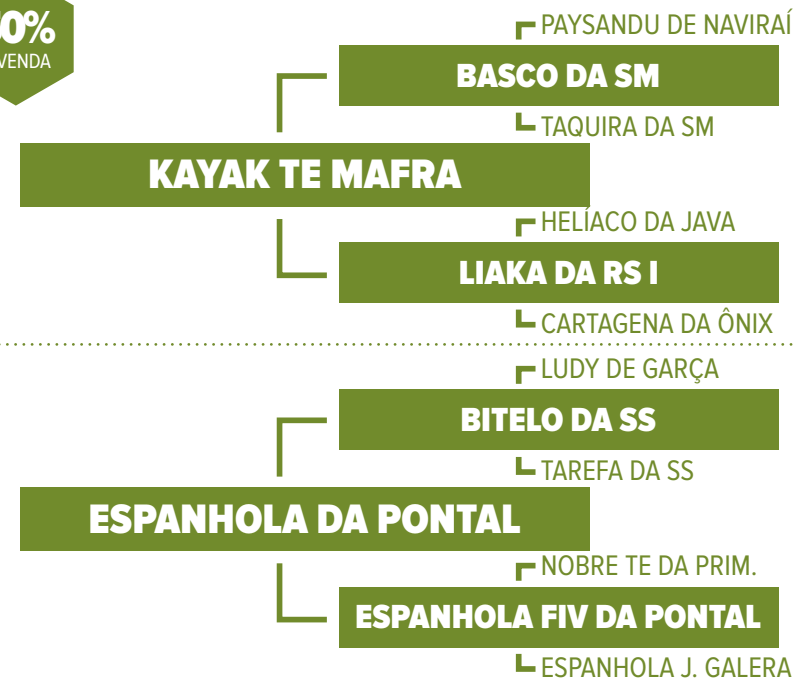 VENDA
PAYSANDU DE NAVIRAÍ
BASCO DA SM
TAQUIRA DA SM
KAYAK TE MAFRA
HELÍACO DA JAVA
LIAKA DA RS I
CARTAGENA DA ÔNIX
LUDY DE GARÇA
BITELO DA SS
TAREFA DA SS
ESPANHOLA DA PONTAL
NOBRE TE DA PRIM.
ESPANHOLA FIV DA PONTAL
ESPANHOLA J. GALERA